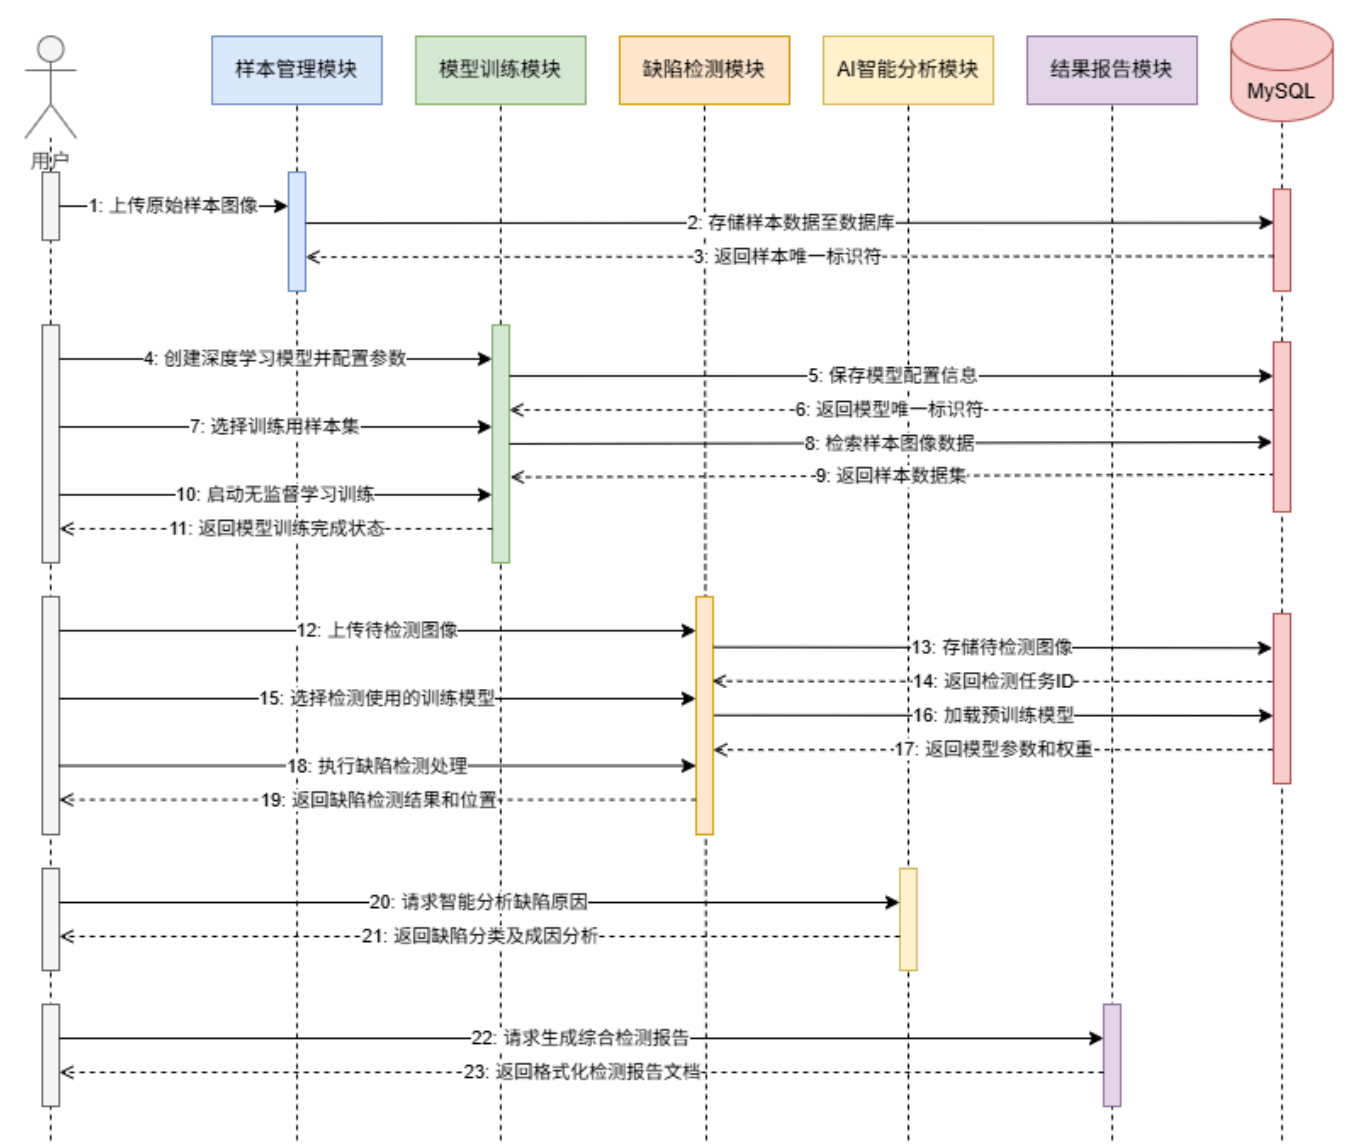 样本管理模块
模型训练模块
缺陷检测模块
AI智能分析模块
结果报告模块
MySQL
用户
1: 上传原始样本图像
2: 存储样本数据至数据库
3: 返回样本唯一标识符
4: 创建深度学习模型并配置参数
5: 保存模型配置信息
6: 返回模型唯一标识符
7: 选择训练用样本集
8: 检索样本图像数据
9: 返回样本数据集
10: 启动无监督学习训练
11: 返回模型训练完成状态
12: 上传待检测图像
13: 存储待检测图像
14: 返回检测任务ID
15: 选择检测使用的训练模型
16: 加载预训练模型
17: 返回模型参数和权重
18: 执行缺陷检测处理
19: 返回缺陷检测结果和位置
20: 请求智能分析缺陷原因
21: 返回缺陷分类及成因分析
22: 请求生成综合检测报告
23: 返回格式化检测报告文档